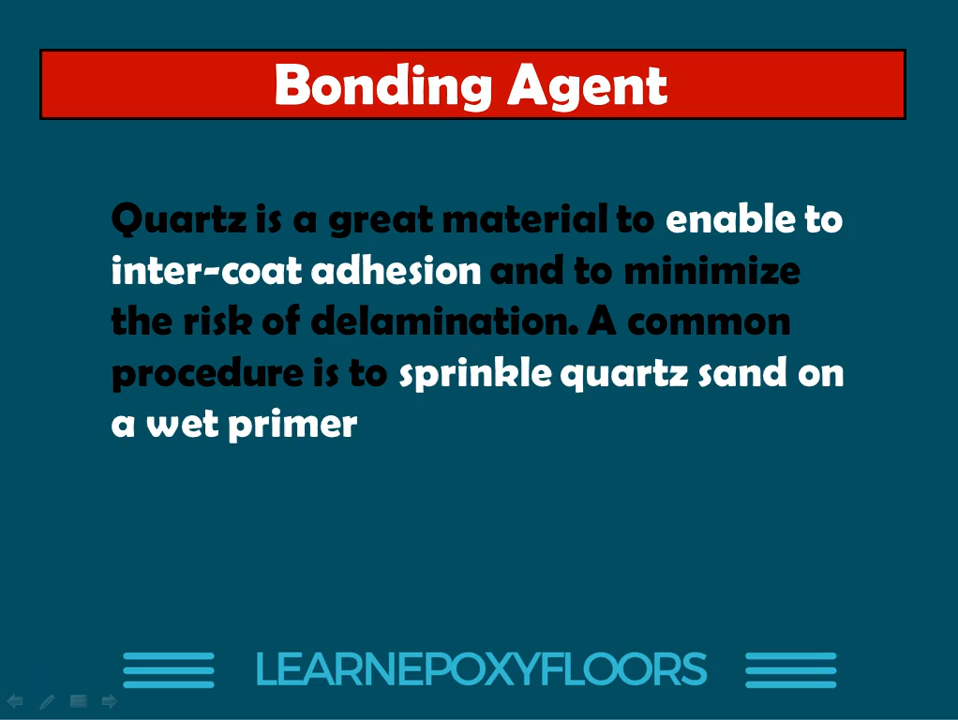 Bonding Agent
Quartz is a great material to enable to
inter-coat adhesion and to minimize
the risk of delamination. A common
procedure is to sprinkle quartz sand on
a wet primer
LEARNEPOXYFLOORS